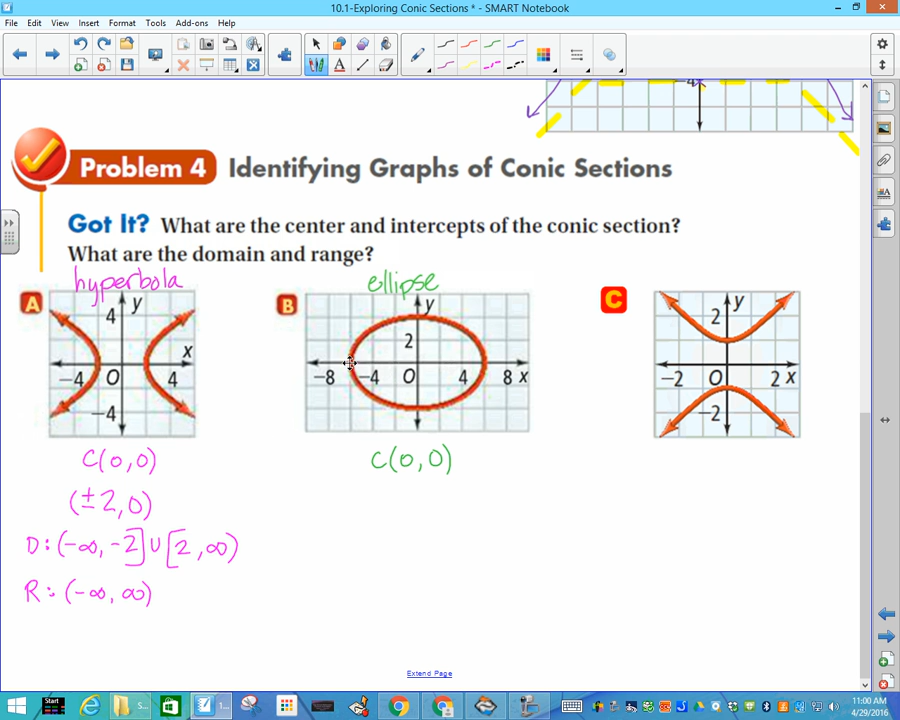 10.1-Exploring Conic Sections * - SMART Notebook
File Edit View Insert Format Tools Add-ons Help
-4
Problem 4 Identifying Graphs of Conic Sections
Got It? What are the center and intercepts of the conic section?
What are the domain and range?
hyperbola
ellipse
A
4 y
x
-4 O 4
-4
B
y
2
-8 -4 O 4 8 x
C
2 y
-2 O 2 x
-2
C(0,0)
C(0,0)
(±2,0)
D:(-∞,-2]∪[2,∞)
R:(-∞,∞)
Extend Page
Start
S...
1...
11:00 AM
4/29/2016